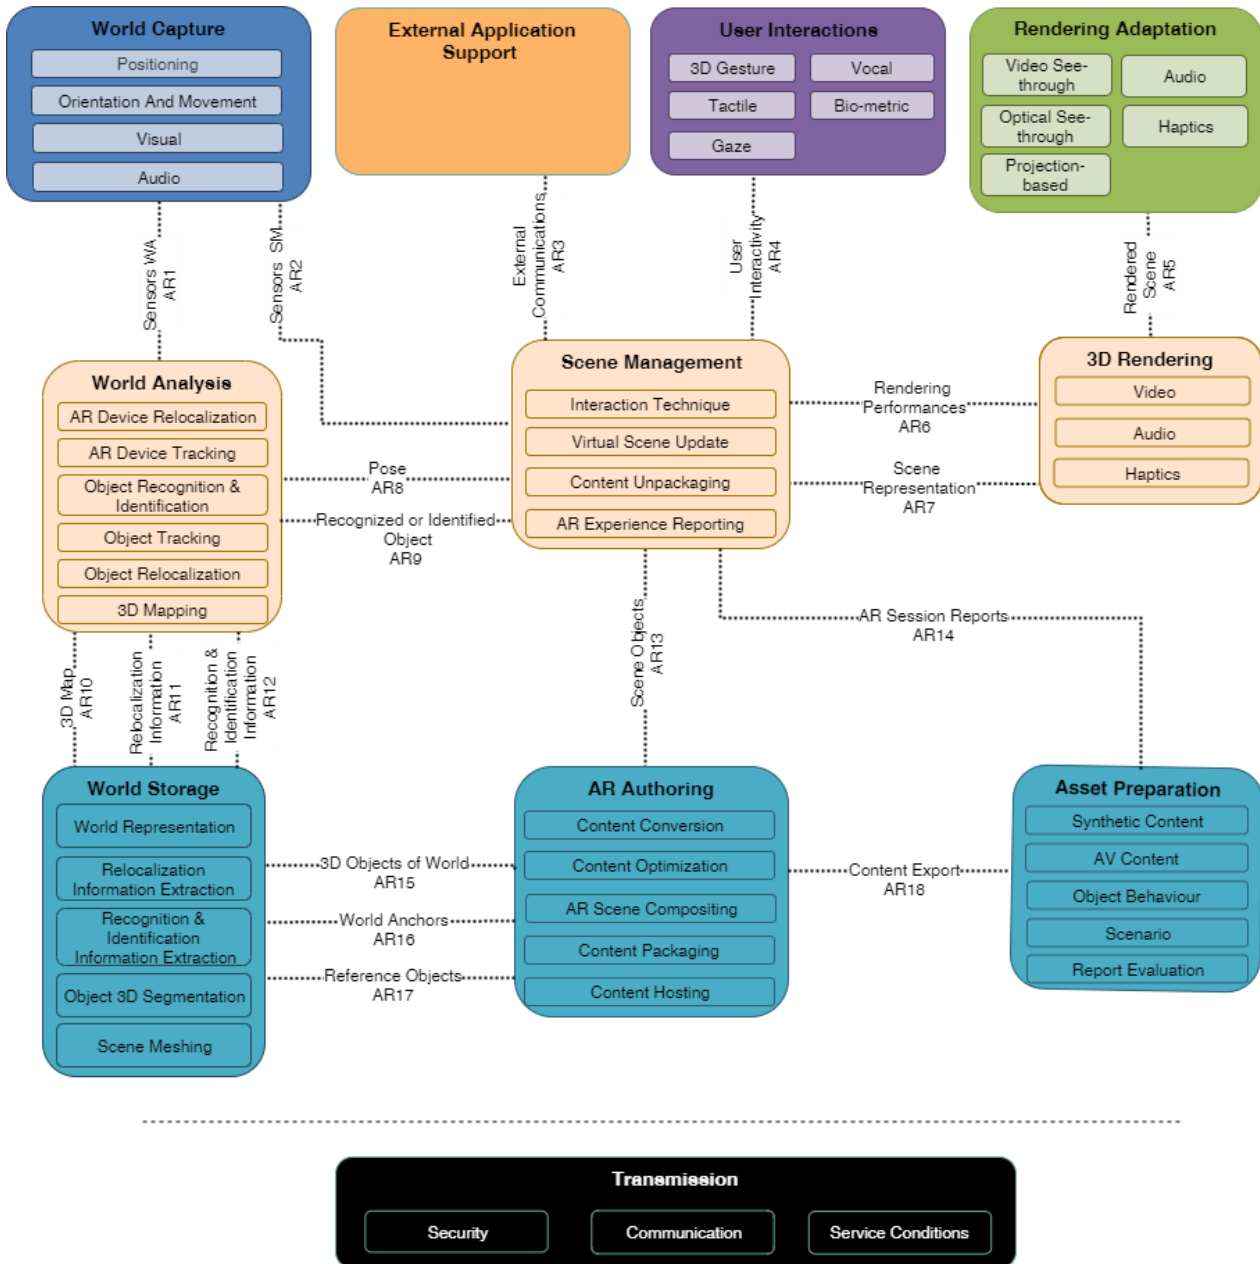 World Capture
Positioning
Orientation And Movement
Visual
Audio
External Application
Support
User Interactions
3D Gesture
Vocal
Tactile
Bio-metric
Gaze
Rendering Adaptation
Video See-
through
Audio
Optical See-
through
Haptics
Projection-
based
Sensors WA
AR1
Sensors SM
AR2
External
Communications
AR3
User
Interactivity
AR4
Rendered
Scene
AR5
World Analysis
AR Device Relocalization
AR Device Tracking
Object Recognition &
Identification
Object Tracking
Object Relocalization
3D Mapping
Pose
AR8
Recognized or Identified
Object
AR9
Scene Management
Interaction Technique
Virtual Scene Update
Content Unpackaging
AR Experience Reporting
Rendering
Performances
AR6
Scene
Representation
AR7
3D Rendering
Video
Audio
Haptics
3D Map
AR10
Relocalization
Information
AR11
Recognition &
Identification
Information
AR12
Scene Objects
AR13
AR Session Reports
AR14
World Storage
World Representation
Relocalization
Information Extraction
Recognition &
Identification
Information Extraction
Object 3D Segmentation
Scene Meshing
3D Objects of World
AR15
World Anchors
AR16
Reference Objects
AR17
AR Authoring
Content Conversion
Content Optimization
AR Scene Compositing
Content Packaging
Content Hosting
Content Export
AR18
Asset Preparation
Synthetic Content
AV Content
Object Behaviour
Scenario
Report Evaluation
Transmission
Security
Communication
Service Conditions